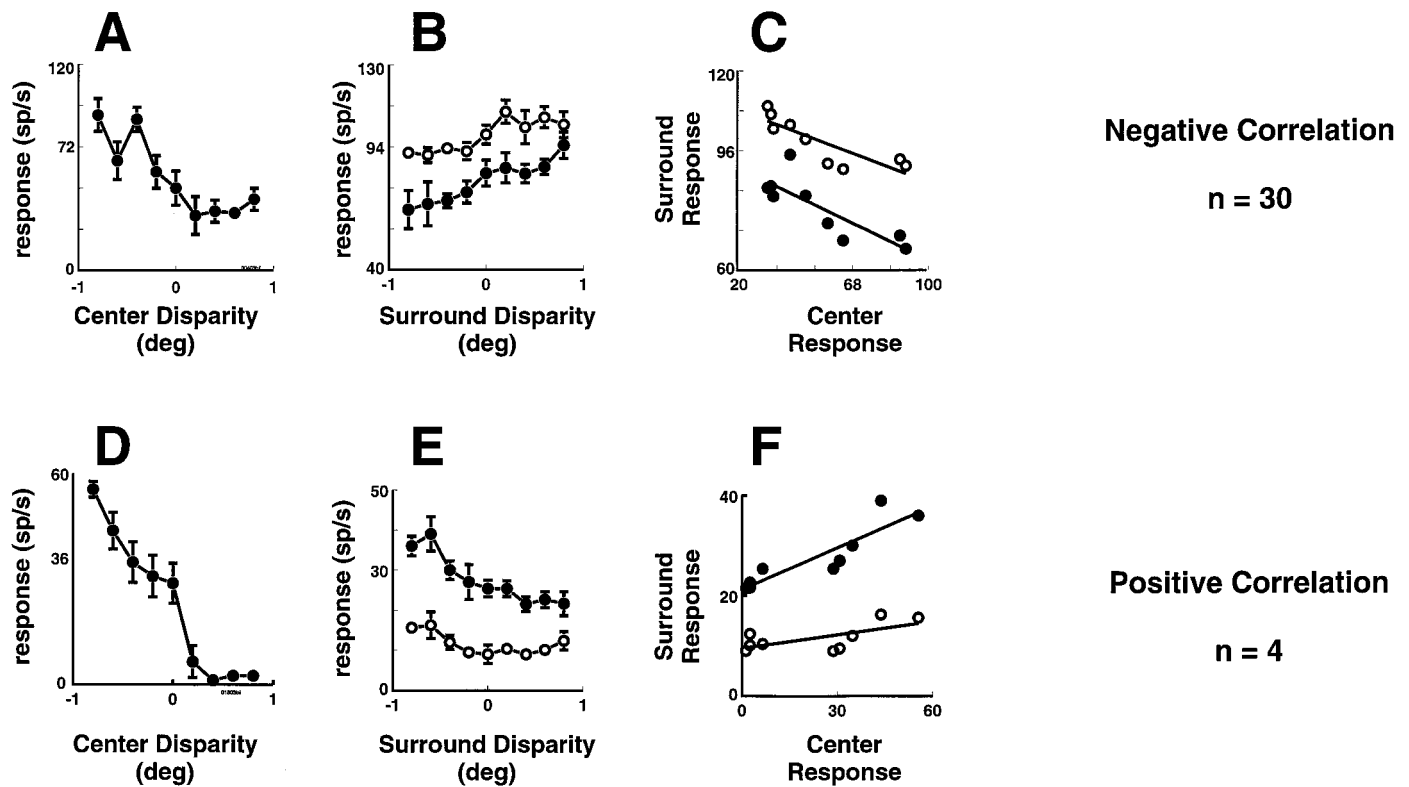 A
B
C
response (sp/s)
120
72
0
-1
0
1
Center Disparity
(deg)
response (sp/s)
130
94
40
-1
0
1
Surround Disparity
(deg)
Surround
Response
120
96
60
20
68
100
Center
Response
Negative Correlation
n = 30
D
E
F
response (sp/s)
60
36
0
-1
0
1
Center Disparity
(deg)
response (sp/s)
50
30
0
-1
0
1
Surround Disparity
(deg)
Surround
Response
40
20
0
0
30
60
Center
Response
Positive Correlation
n = 4